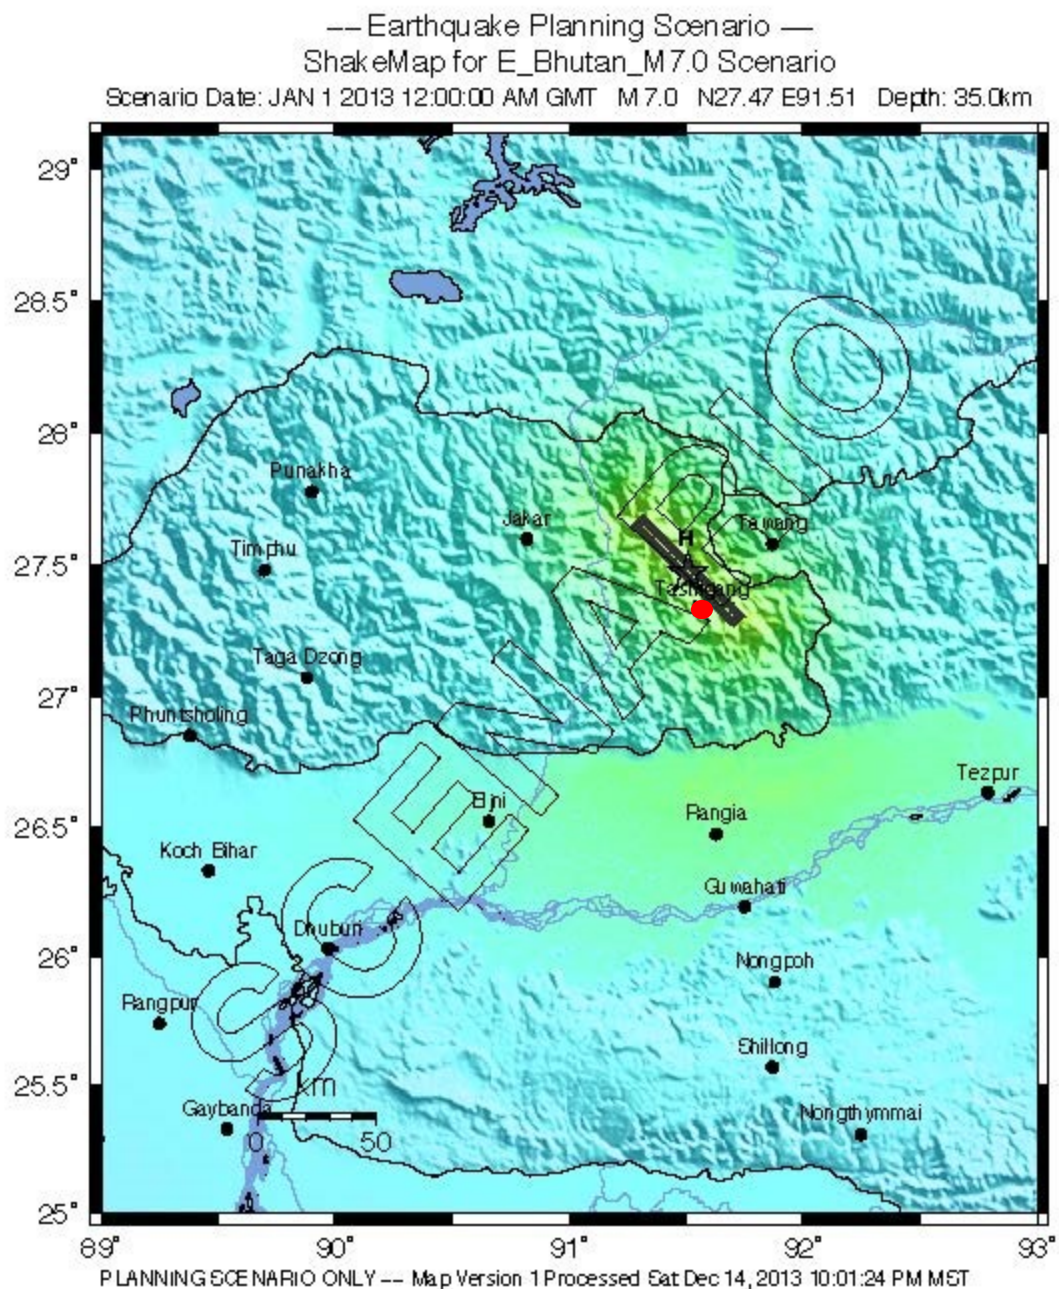 -- Earthquake Planning Scenario --
ShakeMap for E_Bhutan_M7.0 Scenario
Scenario Date: JAN 1 2013 12:00:00 AM GMT M 7.0 N27.47 E91.51 Depth: 35.0km
29°
28.5°
28°
Punakha
Jakar
H
Tawang
Timphu
27.5°
Tashigang
Taga Dzong
27°
Phuntsholing
Tezpur
Bijni
Rangia
26.5°
Koch Bihar
Guwahati
Dhuburi
26°
Nongpoh
Rangpur
Shillong
25.5°
km
Gaybanda
Nongthymmai
0 50
25°
89° 90° 91° 92° 93°
SCENARIO
PLANNING SCENARIO ONLY -- Map Version 1 Processed Sat Dec 14, 2013 10:01:24 PM MST